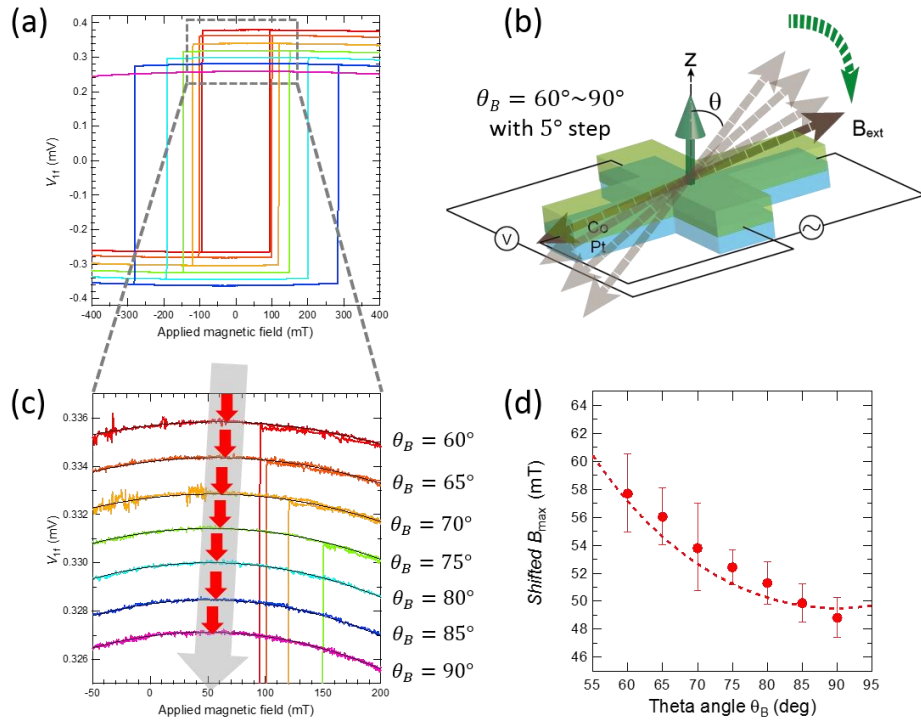 (a)
0.4
0.3
0.2
0.1
0.0
-0.1
-0.2
-0.3
-0.4
V1f (mV)
-400 -300 -200 -100 0 100 200 300 400
Applied magnetic field (mT)
(b)
θB = 60°~90°
with 5° step
z
θ
Bext
Co
Pt
V
(c)
0.336
0.334
0.332
0.330
0.328
0.326
V1f (mV)
-50 0 50 100 150 200
Applied magnetic field (mT)
θB = 60°
θB = 65°
θB = 70°
θB = 75°
θB = 80°
θB = 85°
θB = 90°
(d)
64
62
60
58
56
54
52
50
48
46
Shifted Bmax (mT)
55 60 65 70 75 80 85 90 95
Theta angle θB (deg)